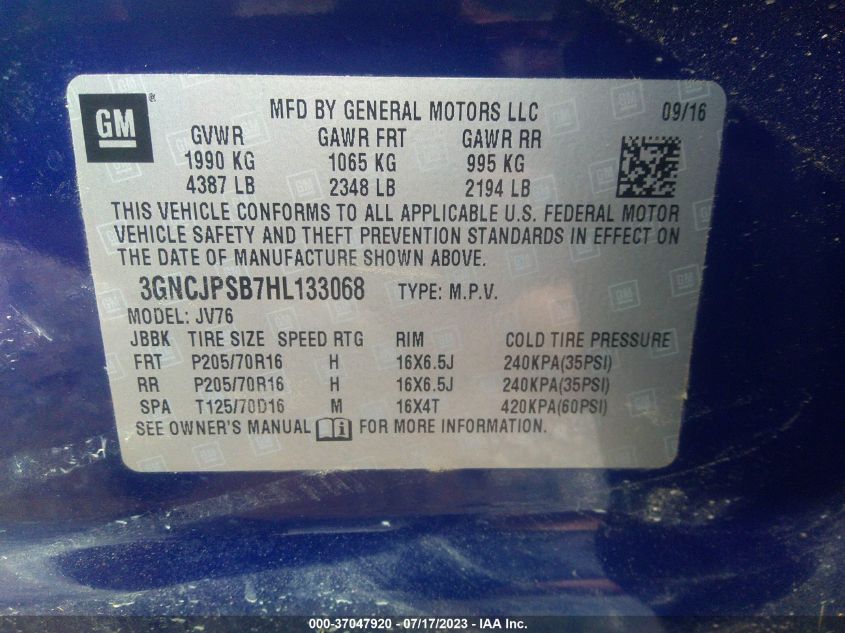 GM ®
MFD BY GENERAL MOTORS LLC 09/16
GVWR GAWR FRT GAWR RR
1990 KG 1065 KG 995 KG
4387 LB 2348 LB 2194 LB
THIS VEHICLE CONFORMS TO ALL APPLICABLE U.S. FEDERAL MOTOR
VEHICLE SAFETY AND THEFT PREVENTION STANDARDS IN EFFECT ON
THE DATE OF MANUFACTURE SHOWN ABOVE.
3GNCJPSB7HL133068 TYPE: M.P.V.
MODEL: JV76
JBBK TIRE SIZE SPEED RTG RIM COLD TIRE PRESSURE
FRT P205/70R16 H 16X6.5J 240KPA(35PSI)
RR P205/70R16 H 16X6.5J 240KPA(35PSI)
SPA T125/70D16 M 16X4T 420KPA(60PSI)
SEE OWNER'S MANUAL FOR MORE INFORMATION.
000-37047920 - 07/17/2023 - IAA Inc.